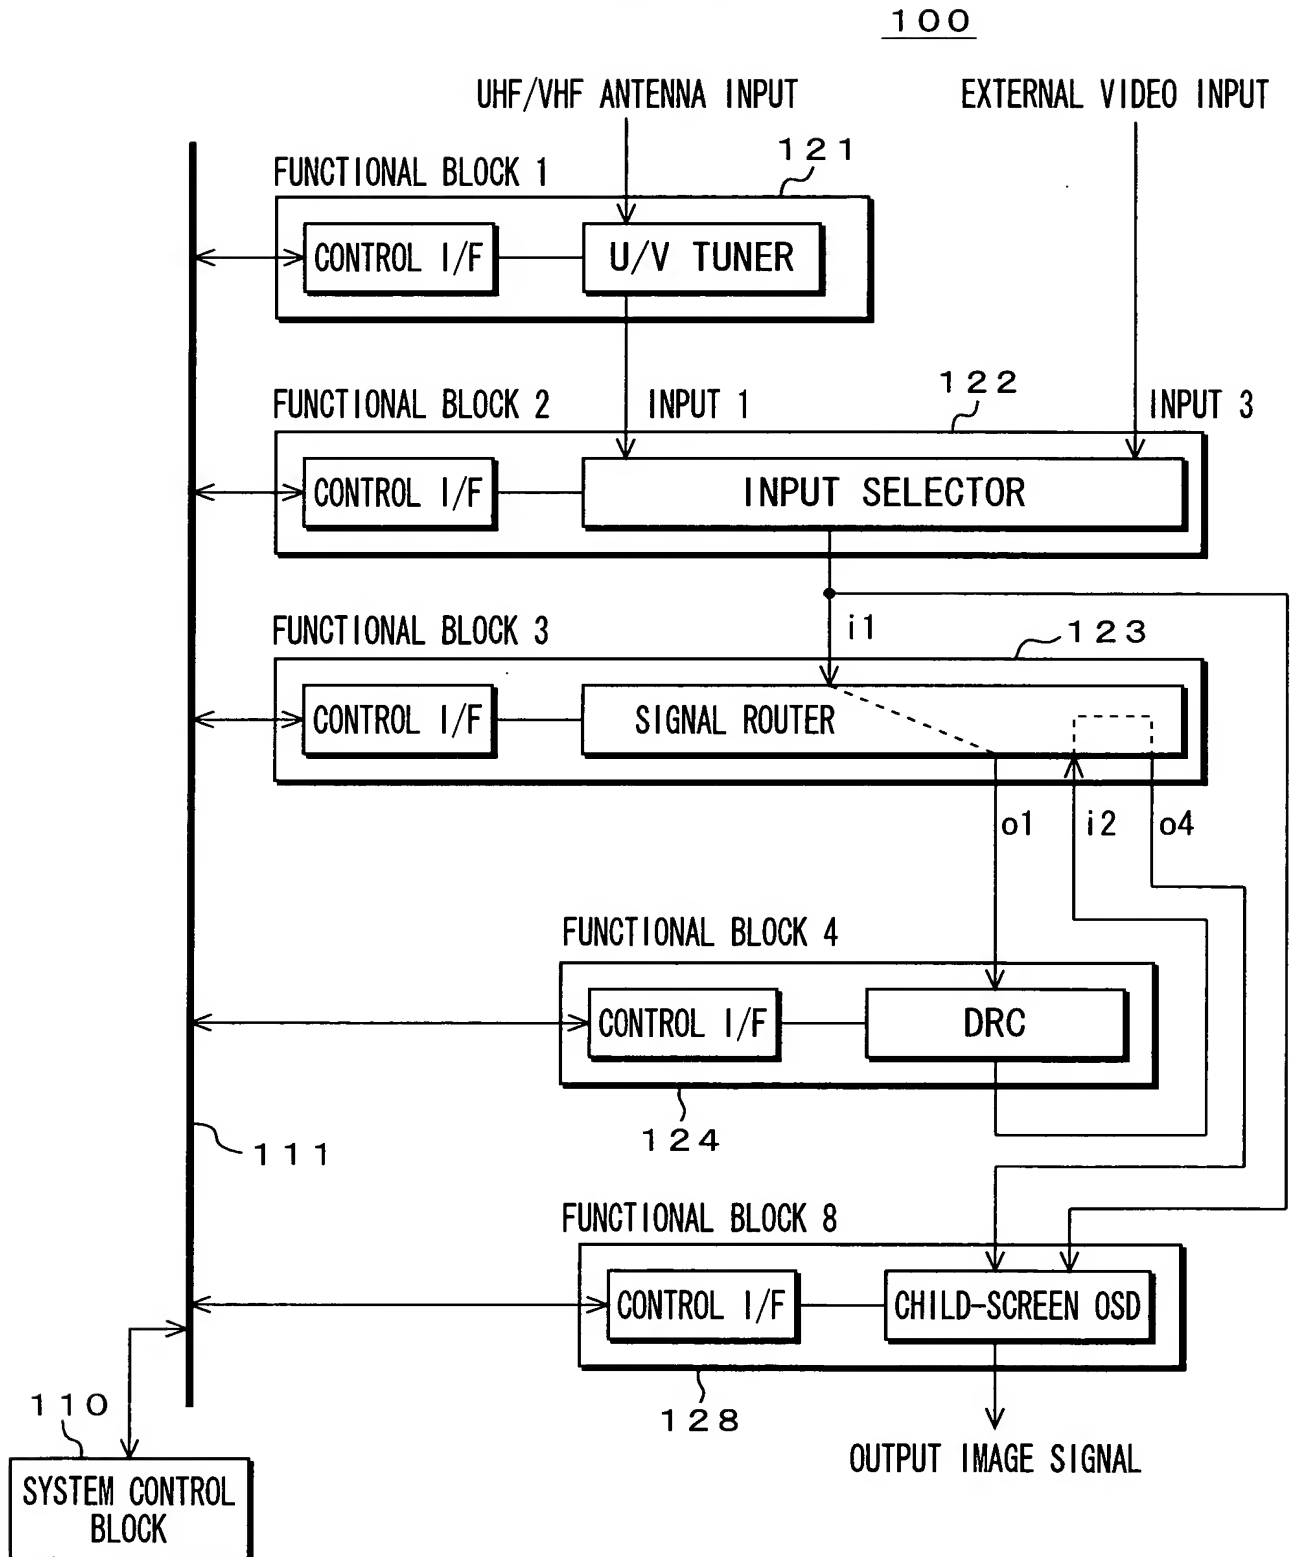 100
UHF/VHF ANTENNA INPUT
EXTERNAL VIDEO INPUT
FUNCTIONAL BLOCK 1
121
CONTROL I/F
U/V TUNER
FUNCTIONAL BLOCK 2
INPUT 1
122
INPUT 3
CONTROL I/F
INPUT SELECTOR
FUNCTIONAL BLOCK 3
i1
123
CONTROL I/F
SIGNAL ROUTER
o1
i2
o4
FUNCTIONAL BLOCK 4
CONTROL I/F
DRC
124
111
FUNCTIONAL BLOCK 8
CONTROL I/F
CHILD-SCREEN OSD
128
110
OUTPUT IMAGE SIGNAL
SYSTEM CONTROL
BLOCK